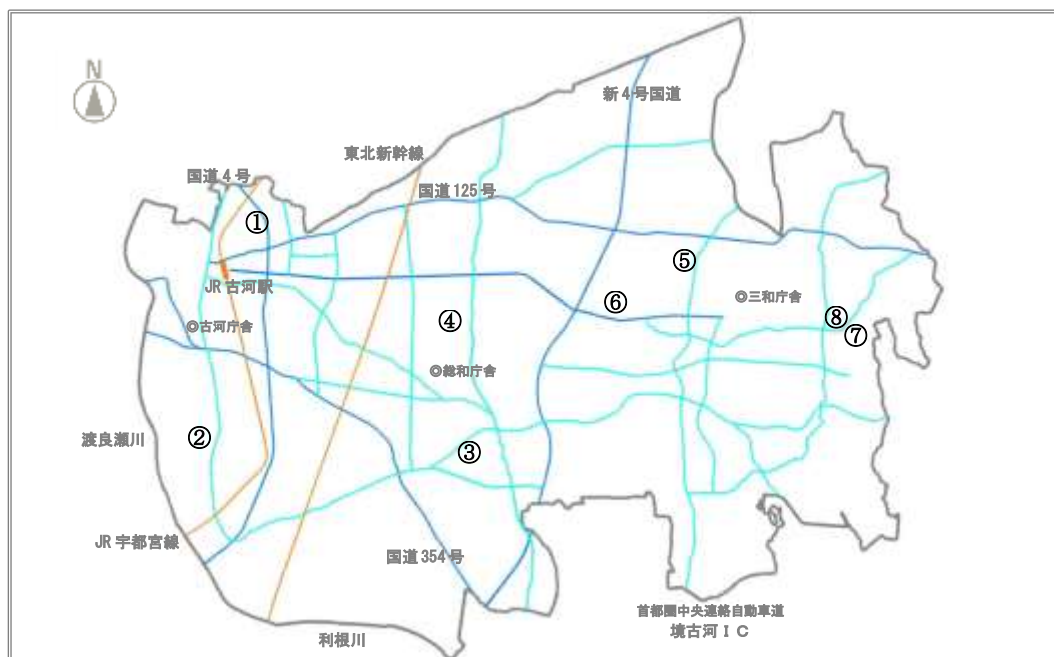 N
新4号国道
東北新幹線
国道4号
国道125号
①
JR古河駅
⑤
◎三和庁舎
⑥
④
⑧
◎古河庁舎
⑦
◎総和庁舎
渡良瀬川
②
③
JR宇都宮線
国道354号
首都圏中央連絡自動車道
利根川
境古河IC